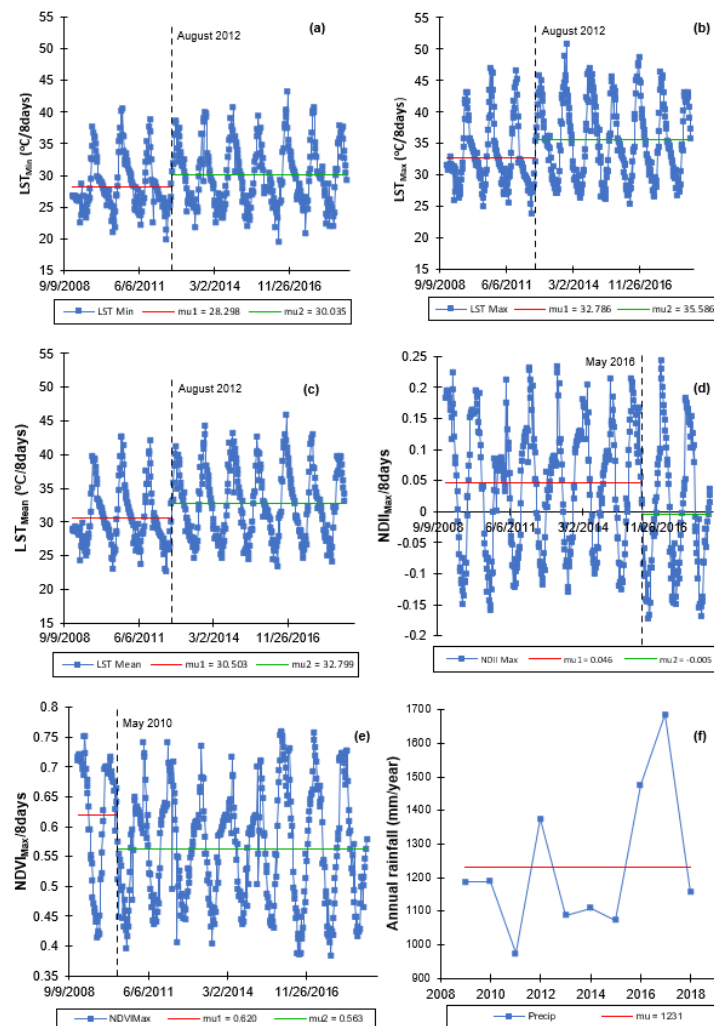 (a)
August 2012
LST Min (°C/8days)
55
50
45
40
35
30
25
20
15
9/9/2008 6/6/2011 3/2/2014 11/26/2016
LST Min mu1 = 28.298 mu2 = 30.035
(b)
August 2012
LST Max (°C/8days)
55
50
45
40
35
30
25
20
15
9/9/2008 6/6/2011 3/2/2014 11/26/2016
LST Max mu1 = 32.786 mu2 = 35.586
(c)
August 2012
LST Mean (°C/8days)
55
50
45
40
35
30
25
20
15
9/9/2008 6/6/2011 3/2/2014 11/26/2016
LST Mean mu1 = 30.503 mu2 = 32.799
May 2016
(d)
NDII Max/8days
0.25
0.2
0.15
0.1
0.05
0
-0.05
-0.1
-0.15
-0.2
9/9/2008 6/6/2011 3/2/2014 11/26/2016
NDII Max mu1 = 0.046 mu2 = -0.005
May 2010
(e)
NDVI Max/8days
0.8
0.75
0.7
0.65
0.6
0.55
0.5
0.45
0.4
0.35
9/9/2008 6/6/2011 3/2/2014 11/26/2016
NDVIMax mu1 = 0.620 mu2 = 0.563
(f)
Annual rainfall (mm/year)
1700
1600
1500
1400
1300
1200
1100
1000
900
2008 2010 2012 2014 2016 2018
Precip mu = 1231